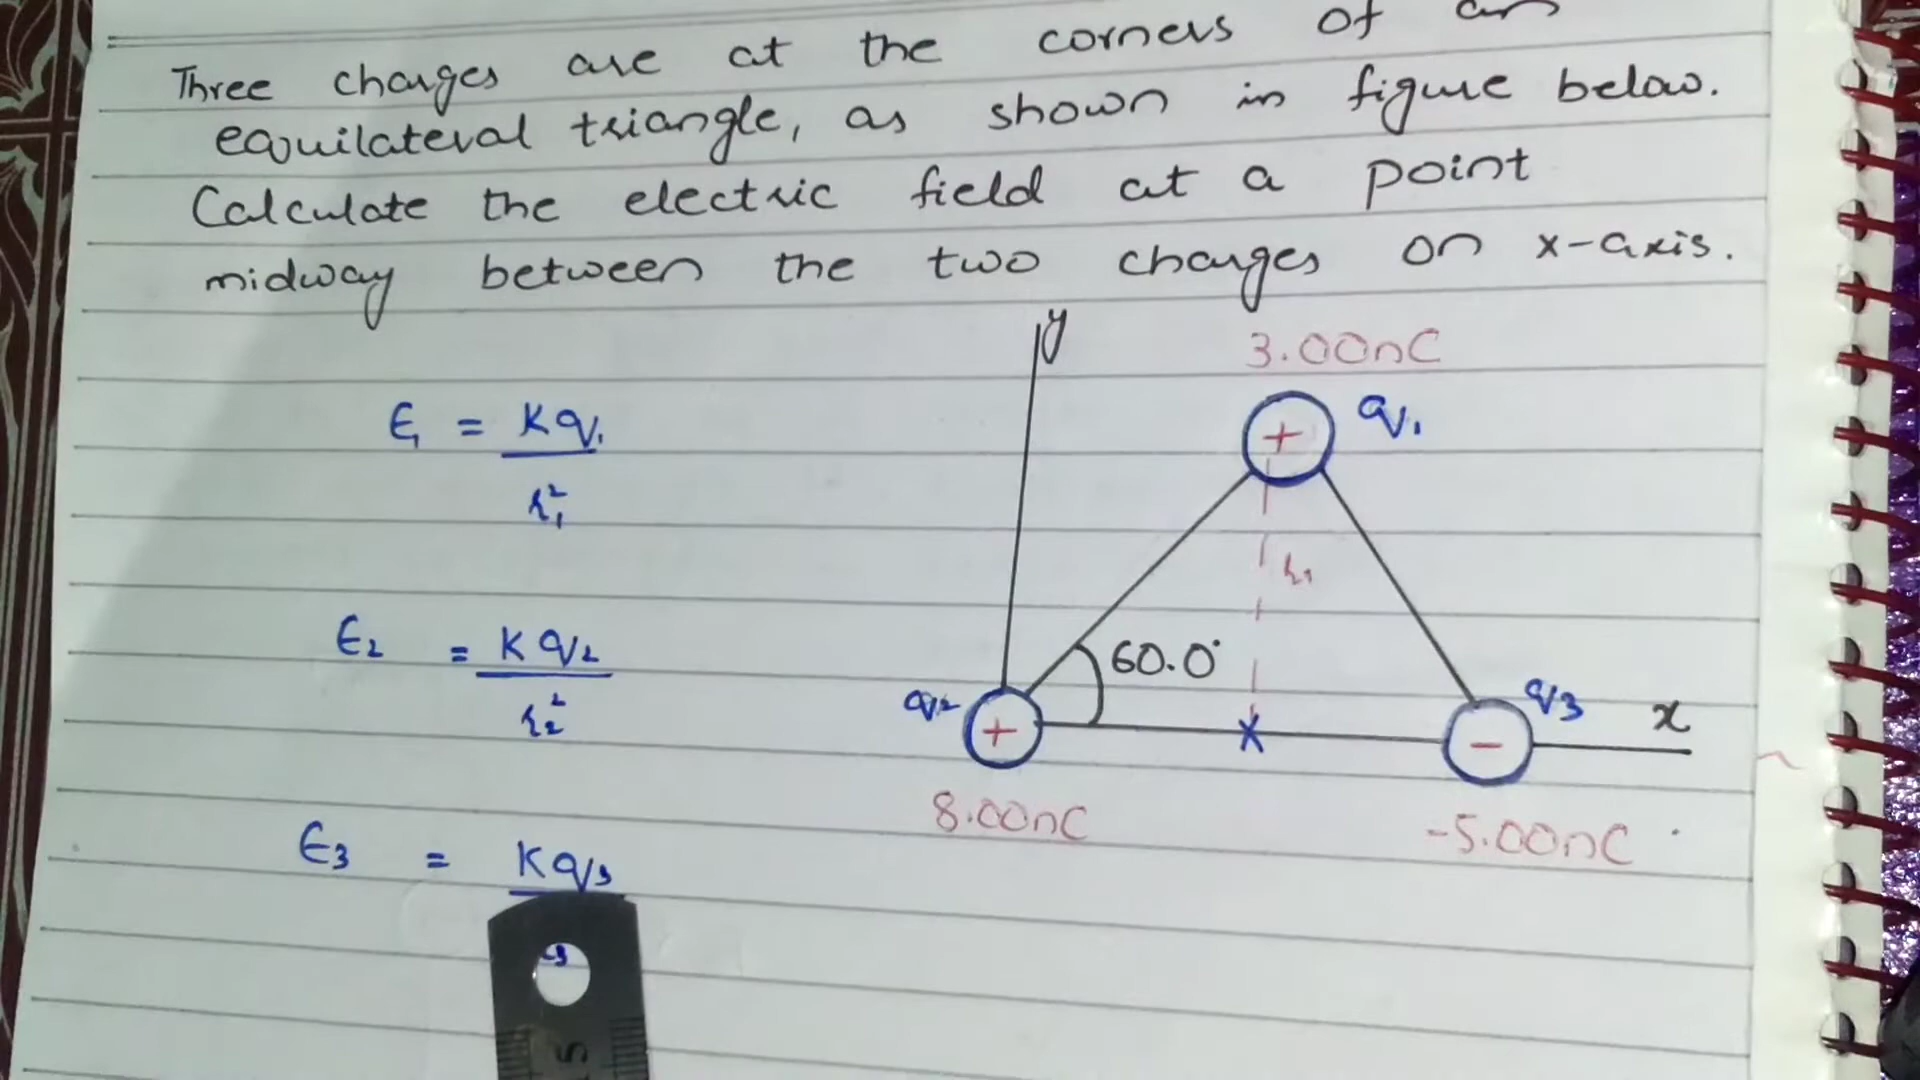 Three charges are at the corners of an
equilateral triangle, as shown in figure below.
Calculate the electric field at a point
midway between the two charges on x-axis.
y
3.00nC
+ q1
E1 = Kq1
r1²
r1
E2 = Kq2
r2²
60.0°
q2 +
x
- q3
x
8.00nC
-5.00nC
E3 = Kq3
3
5